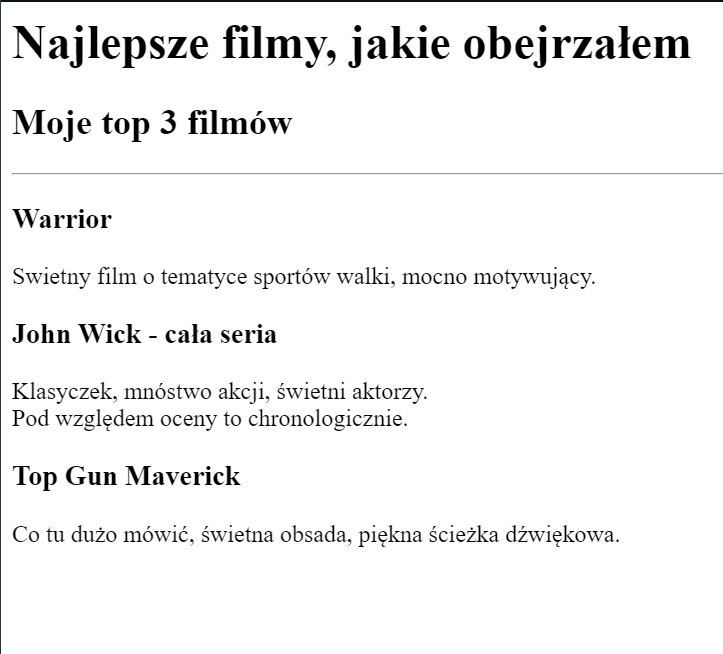 Najlepsze filmy, jakie obejrzałem
Moje top 3 filmów
Warrior
Swietny film o tematyce sportów walki, mocno motywujący.
John Wick - cała seria
Klasyczek, mnóstwo akcji, świetni aktorzy.
Pod względem oceny to chronologicznie.
Top Gun Maverick
Co tu dużo mówić, świetna obsada, piękna ścieżka dźwiękowa.